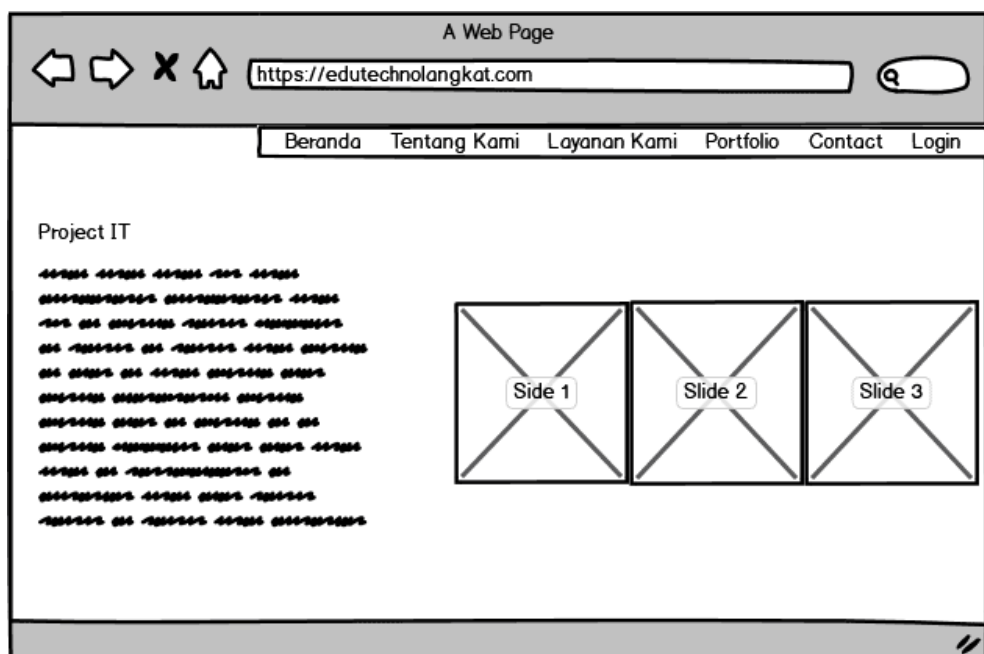 A Web Page
https://edutechnolangkat.com
Beranda Tentang Kami Layanan Kami Portfolio Contact Login
Project IT
Side 1 Slide 2 Slide 3